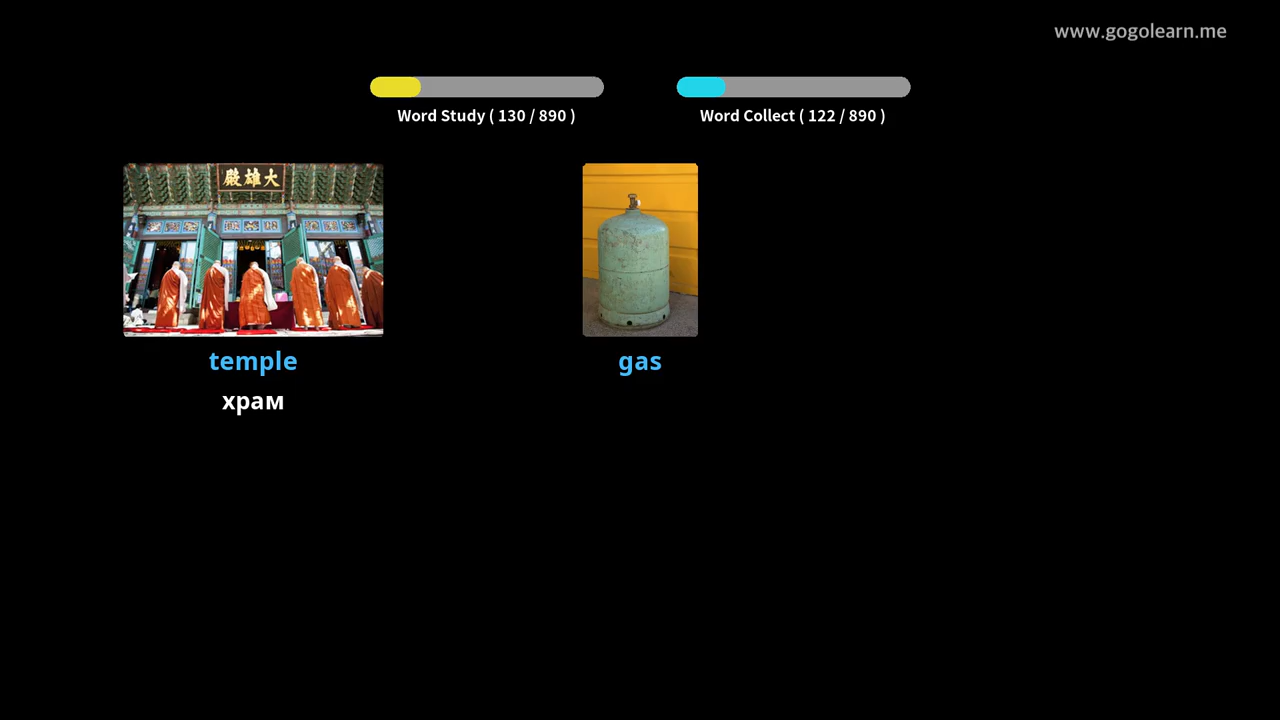 www.gogolearn.me
Word Study ( 130 / 890 )
Word Collect ( 122 / 890 )
殿雄大
temple
gas
храм